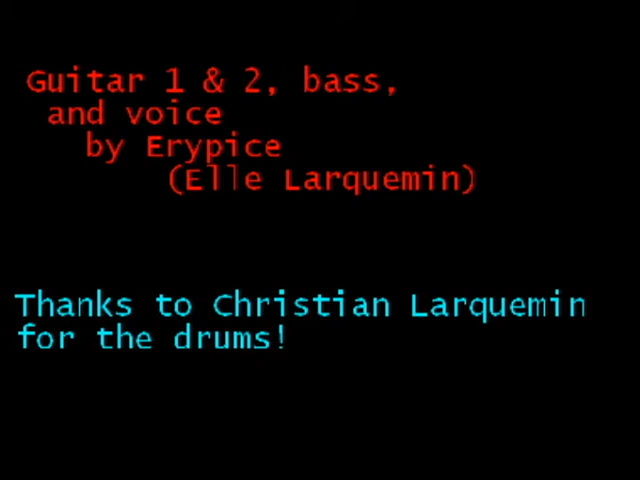 Guitar 1 & 2, bass,
and voice
by Erypice
(Elle Larquemin)
Thanks to Christian Larquemin
for the drums!